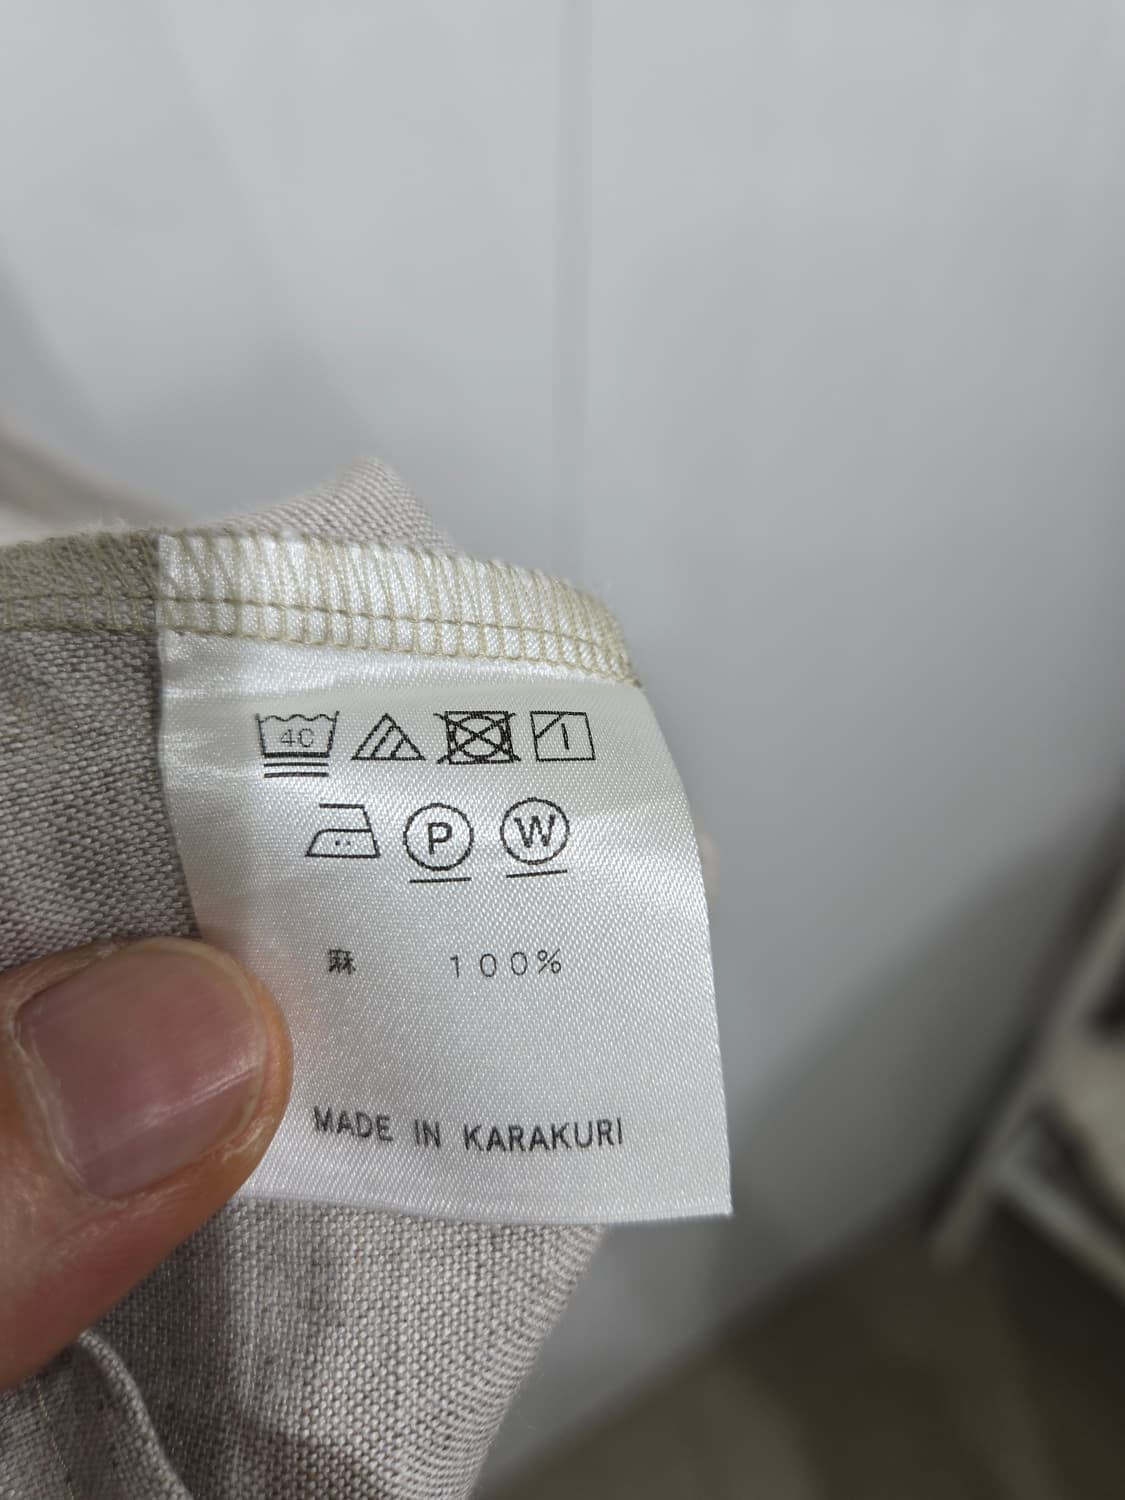 40
P W
麻 100%
MADE IN KARAKURI